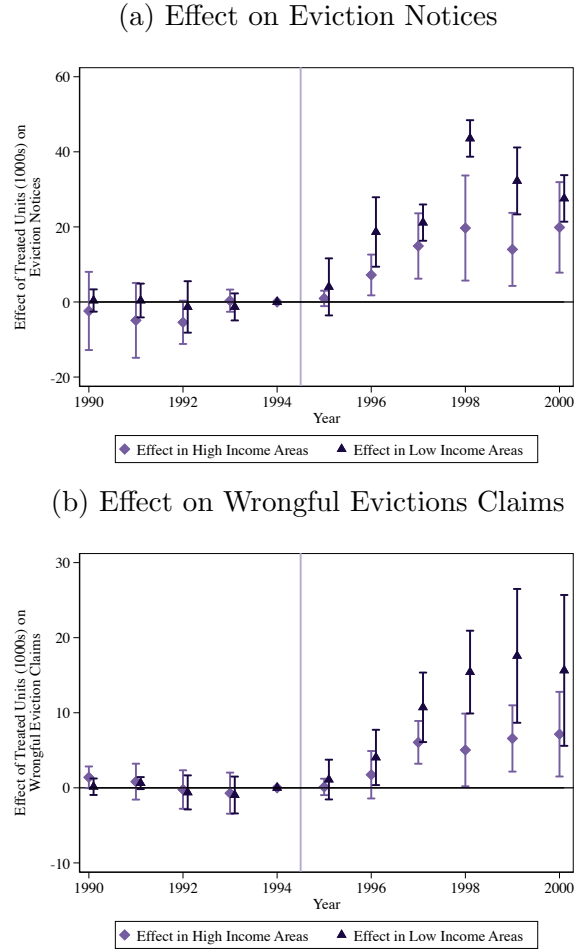 (a) Effect on Eviction Notices
Effect of Treated Units (1000s) on
Eviction Notices
60
40
20
0
-20
1990
1992
1994
1996
1998
2000
Year
Effect in High Income Areas
Effect in Low Income Areas
(b) Effect on Wrongful Evictions Claims
Effect of Treated Units (1000s) on
Wrongful Eviction Claims
30
20
10
0
-10
1990
1992
1994
1996
1998
2000
Year
Effect in High Income Areas
Effect in Low Income Areas